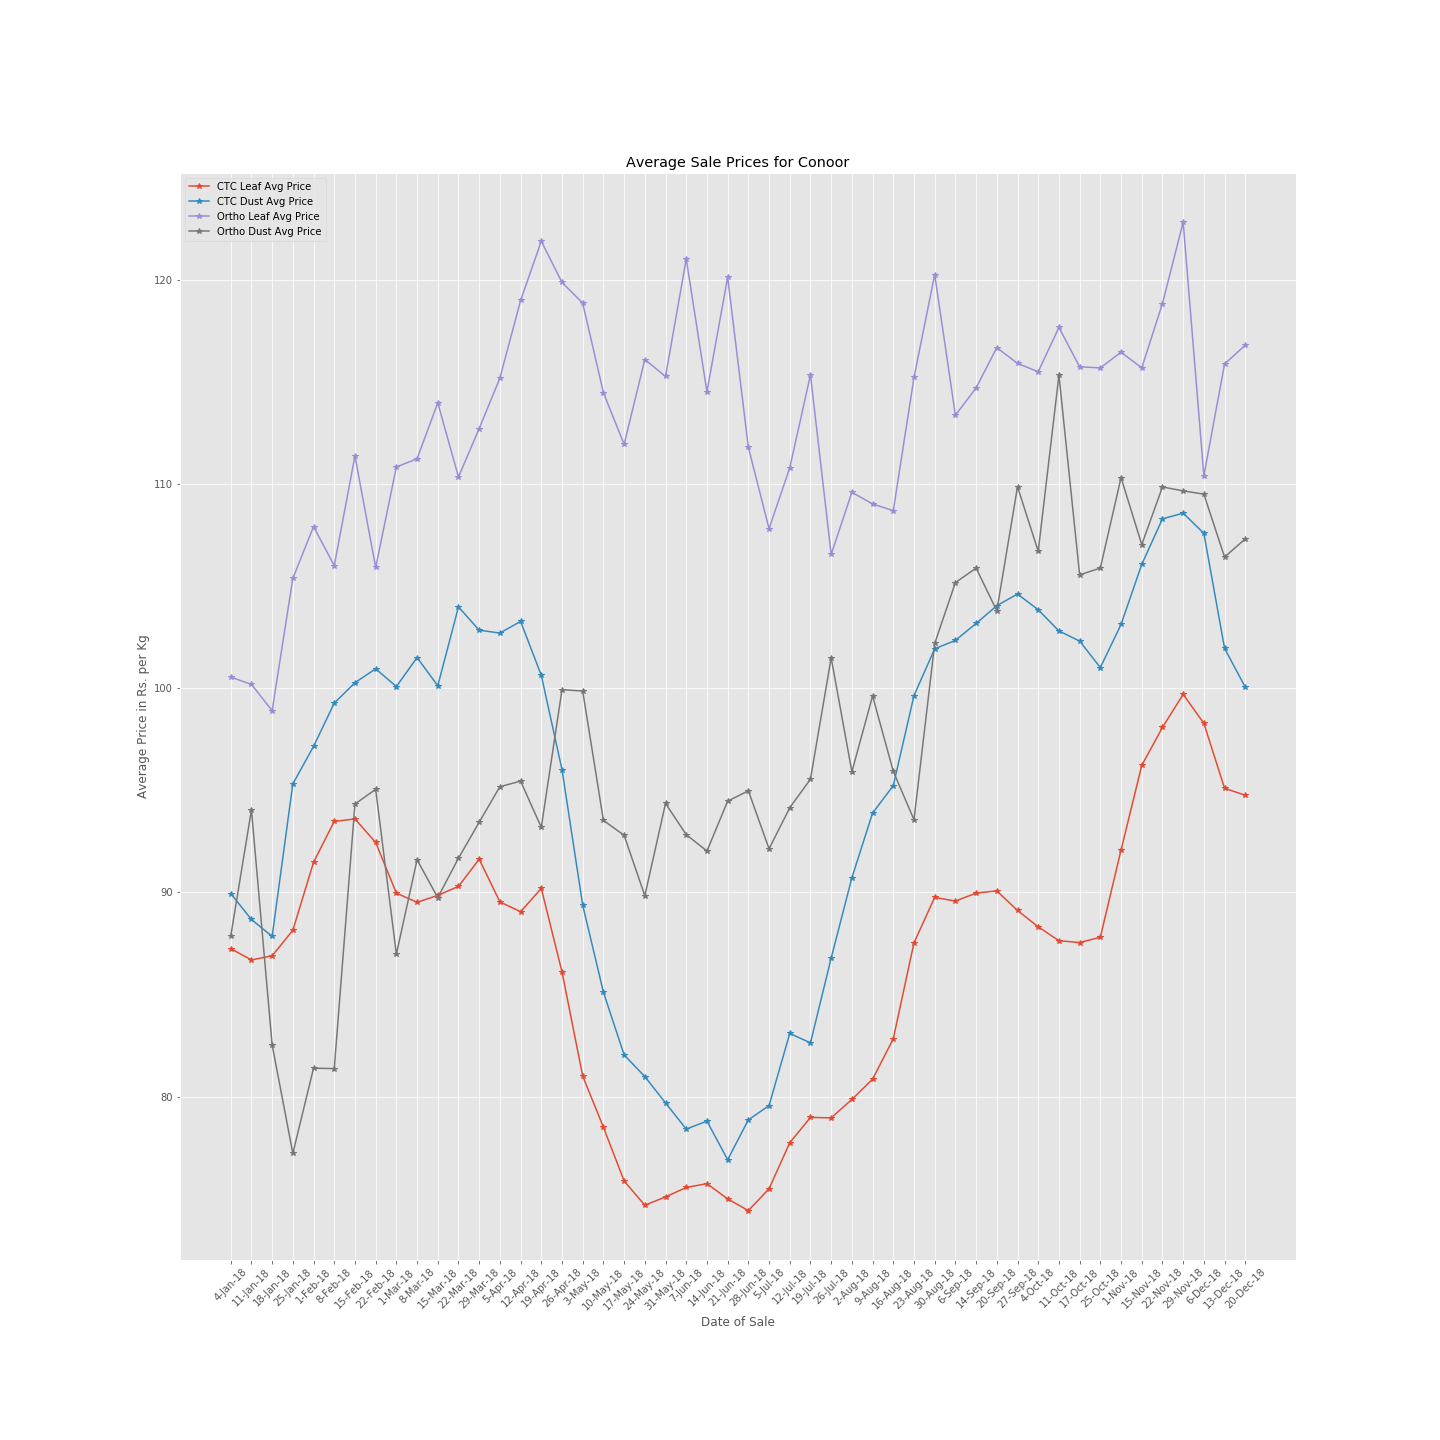 Average Sale Prices for Conoor
CTC Leaf Avg Price
CTC Dust Avg Price
Ortho Leaf Avg Price
Ortho Dust Avg Price
120
110
100
90
80
Average Price in Rs. per Kg
4-Jan-18
11-Jan-18
18-Jan-18
25-Jan-18
1-Feb-18
8-Feb-18
15-Feb-18
22-Feb-18
1-Mar-18
8-Mar-18
15-Mar-18
22-Mar-18
29-Mar-18
5-Apr-18
12-Apr-18
19-Apr-18
26-Apr-18
3-May-18
10-May-18
17-May-18
24-May-18
31-May-18
7-Jun-18
14-Jun-18
21-Jun-18
28-Jun-18
5-Jul-18
12-Jul-18
19-Jul-18
26-Jul-18
2-Aug-18
9-Aug-18
16-Aug-18
23-Aug-18
30-Aug-18
6-Sep-18
14-Sep-18
20-Sep-18
27-Sep-18
4-Oct-18
11-Oct-18
17-Oct-18
25-Oct-18
1-Nov-18
15-Nov-18
22-Nov-18
29-Nov-18
6-Dec-18
13-Dec-18
20-Dec-18
Date of Sale